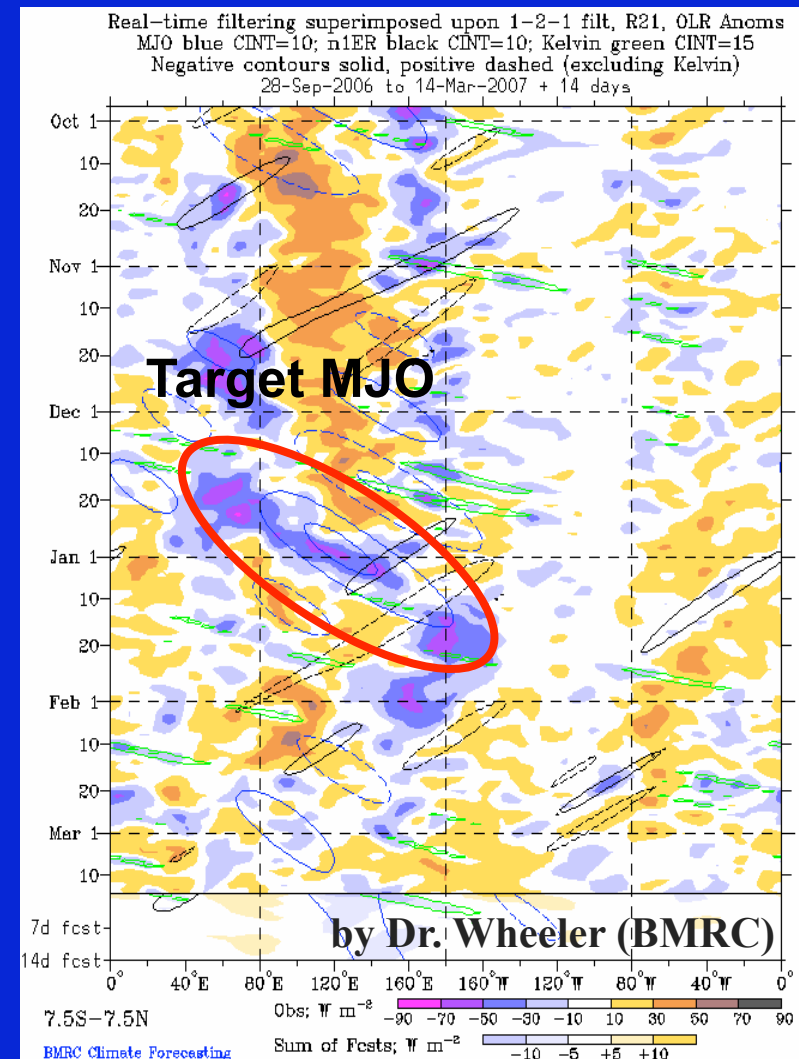 Real-time filtering superimposed upon 1-2-1 filt, R21, OLR Anoms
MJO blue CINT=10; n1ER black CINT=10; Kelvin green CINT=15
Negative contours solid, positive dashed (excluding Kelvin)
28-Sep-2006 to 14-Mar-2007 + 14 days
Oct 1
10
20
Nov 1
10
20
Target MJO
Dec 1
10
20
Jan 1
10
20
Feb 1
10
20
Mar 1
10
7d fcst
by Dr. Wheeler (BMRC)
14d fcst
0° 40°E 80°E 120°E 160°E 160°W 120°W 80°W 40°W 0°
7.5S-7.5N
Obs; W m⁻²
-90 -70 -50 -30 -10 10 30 50 70 90
BMRC Climate Forecasting
Sum of Fcsts; W m⁻²
-10 -5 +5 +10